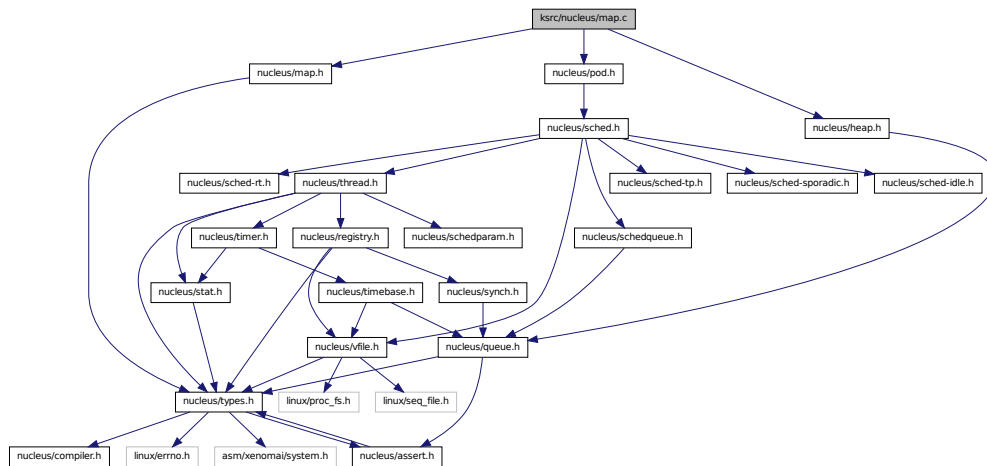 ksrc/nucleus/map.c
nucleus/map.h
nucleus/pod.h
nucleus/sched.h
nucleus/heap.h
nucleus/sched-rt.h
nucleus/thread.h
nucleus/sched-tp.h
nucleus/sched-sporadic.h
nucleus/sched-idle.h
nucleus/timer.h
nucleus/registry.h
nucleus/schedparam.h
nucleus/schedqueue.h
nucleus/stat.h
nucleus/timebase.h
nucleus/synch.h
nucleus/vfile.h
nucleus/queue.h
nucleus/types.h
linux/proc_fs.h
linux/seq_file.h
nucleus/compiler.h
linux/errno.h
asm/xenomai/system.h
nucleus/assert.h